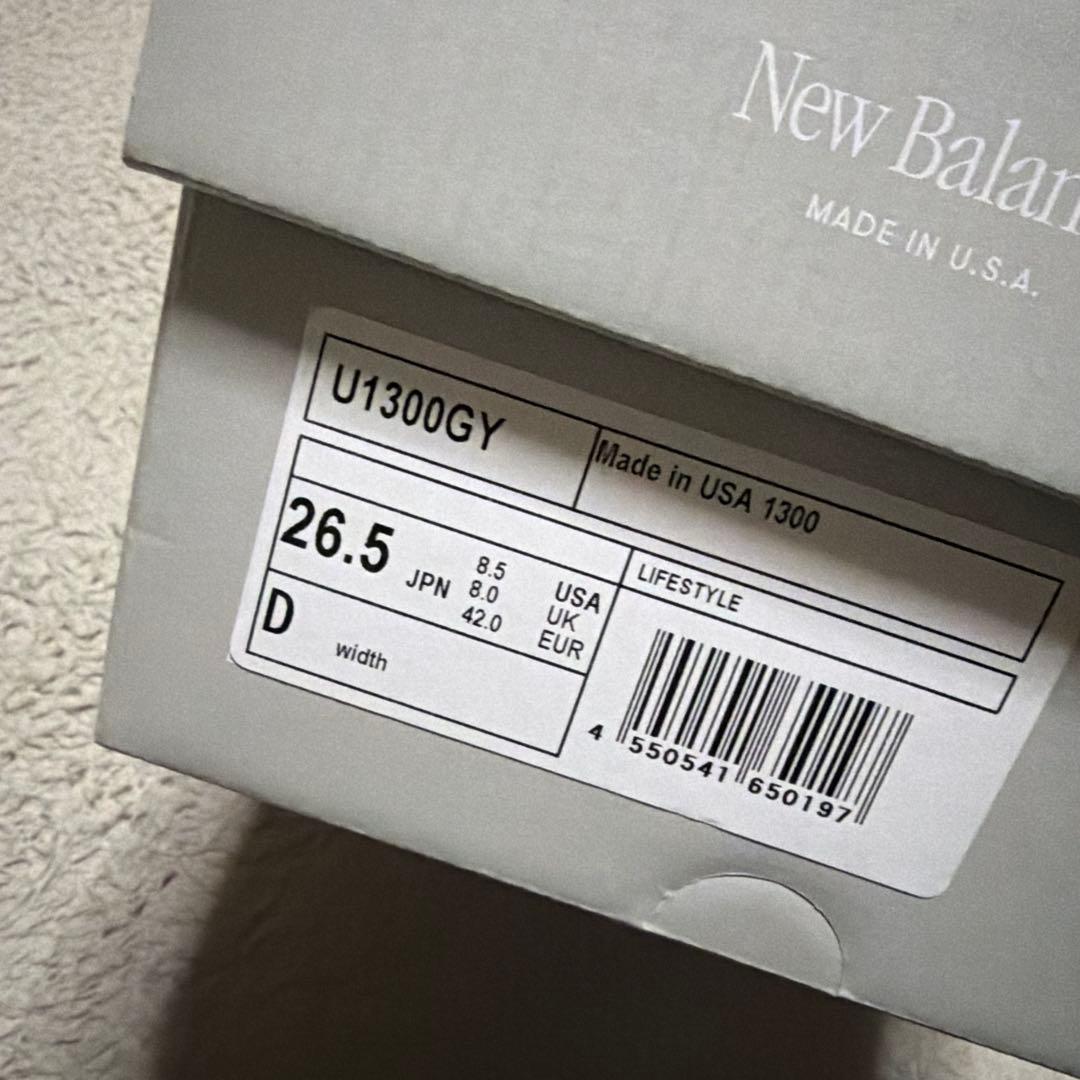 New Balan
MADE IN U.S.A.
U1300GY
Made in USA 1300
26.5 JPN
8.5 USA
8.0 UK
42.0 EUR
D width
LIFESTYLE
4 550541 650197